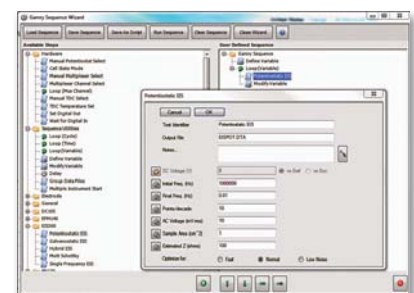 Gamry Sequence Wizard
Load Sequence Save Sequence Save As Script Run Sequence Clear Sequence Close Wizard
Available Steps
User Defined Sequence
Hardware
Manual Potentiostat Select
Cell State Mode
Manual Multiplexer Select
Multiplexer Channel Select
Loop (Mux Channel)
Manual TDC Select
TDC Temperature Set
Set Digital Out
Wait for Digital In
Sequence Utilities
Loop (Cycle)
Loop (Time)
Loop (Variable)
Define Variable
Modify Variable
Delay
Group Data Files
Multiple Instrument Start
General
DC105
EIS300
Potentiostatic EIS
Galvanostatic EIS
Hybrid EIS
Mott Schottky
Single Frequency EIS
Gamry Sequence
Define Variable
Loop (Variable)
Potentiostatic EIS
Modify Variable
Potentiostatic EIS
Cancel OK
Test Identifier Potentiostatic EIS
Output File EISPOT.DTA
Notes...
DC Voltage (V) 0 vs Eref vs Eoc
Initial Freq. (Hz) 1000000
Final Freq. (Hz) 0.01
Points/decade 10
AC Voltage (mV rms) 10
Sample Area (cm^2) 1
Estimated Z (ohms) 100
Optimize for: Fast Normal Low Noise